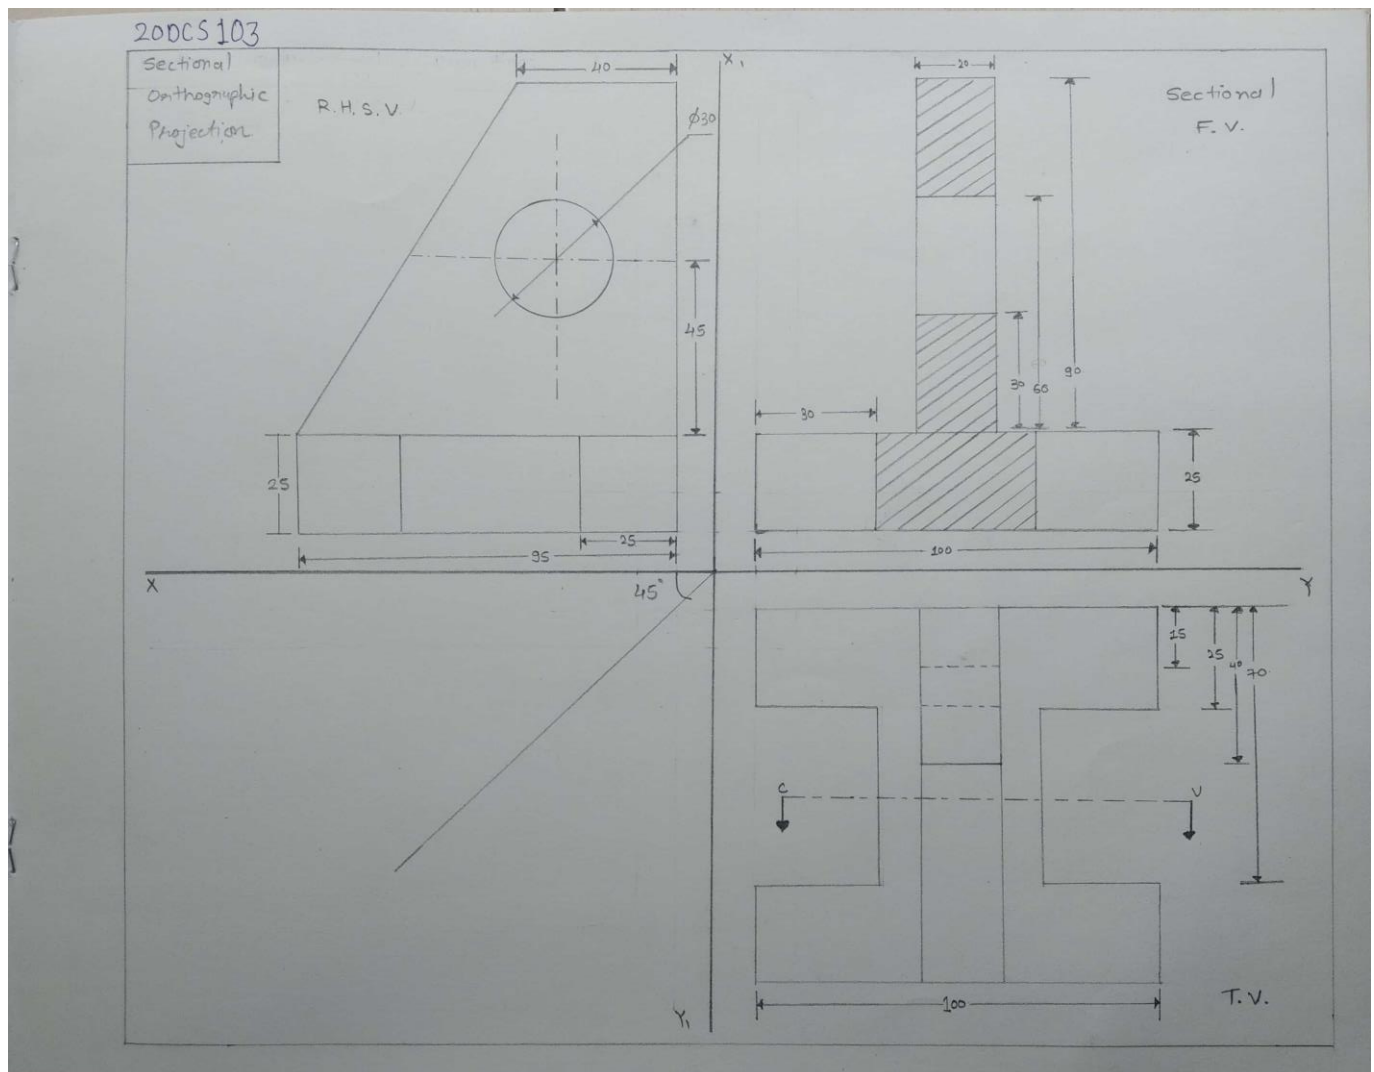 20DCS103
Sectional
Orthographic
Projection
R.H.S.V.
40
X₁
20
Sectional
F. V.
ϕ30
45
90
30
60
30
25
25
25
95
100
X
45°
Y
15
25
40
70
C
V
T.V.
100
Y₁